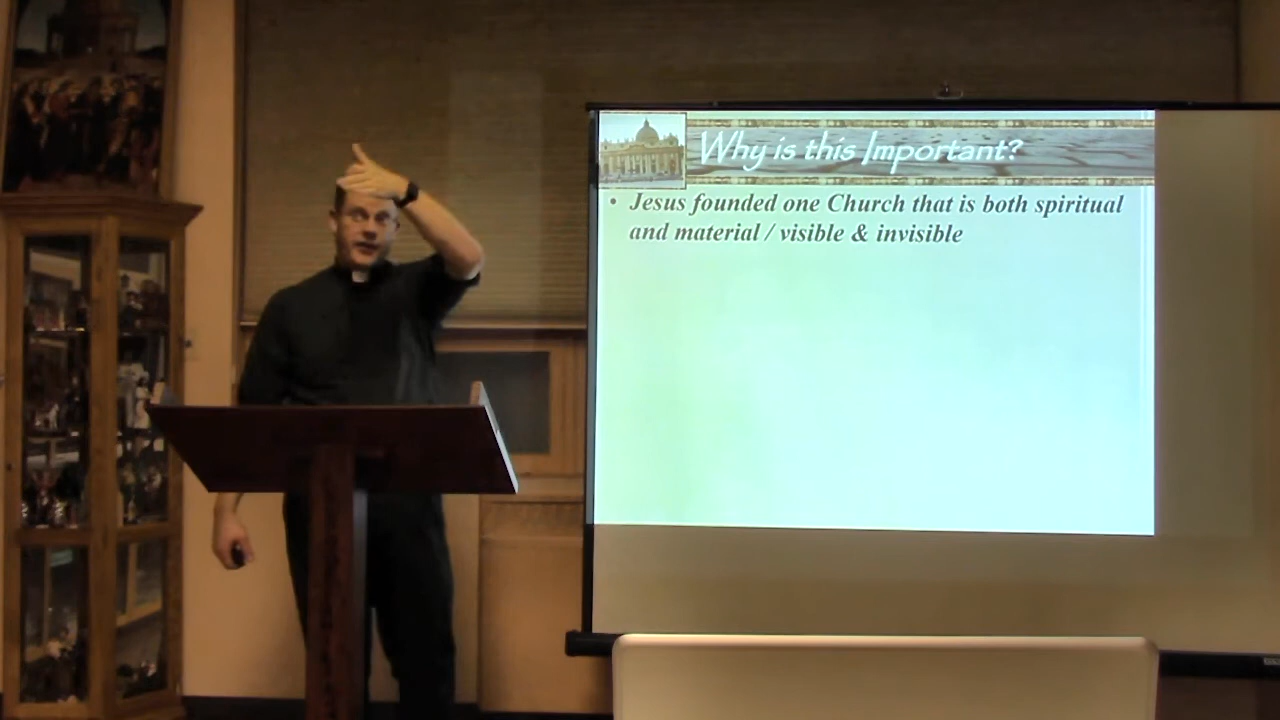 Why is this Important?
• Jesus founded one Church that is both spiritual
and material / visible & invisible